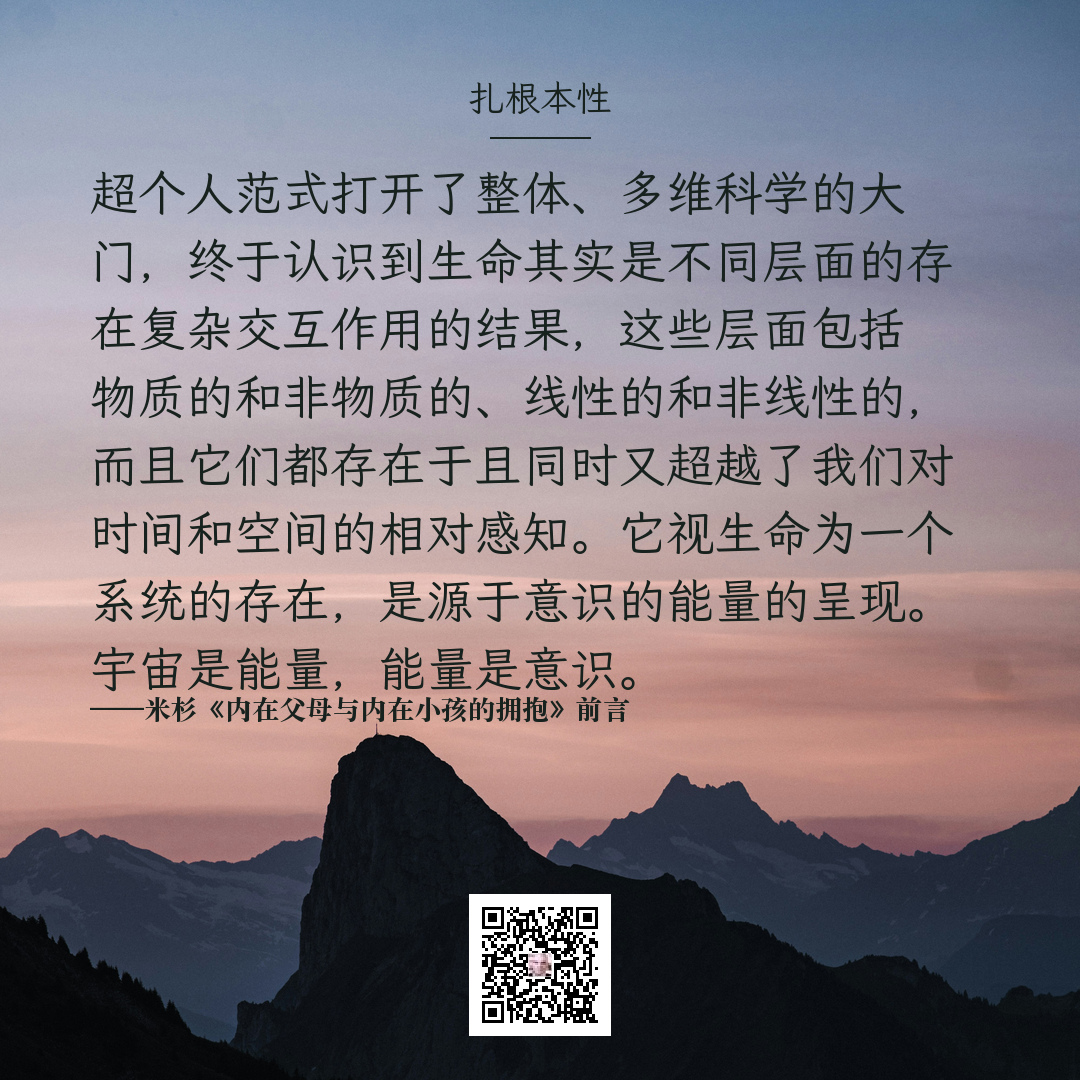 扎根本性
超个人范式打开了整体、多维科学的大
门，终于认识到生命其实是不同层面的存
在复杂交互作用的结果，这些层面包括
物质的和非物质的、线性的和非线性的，
而且它们都存在于且同时又超越了我们对
时间和空间的相对感知。它视生命为一个
系统的存在，是源于意识的能量的呈现。
宇宙是能量，能量是意识。
——米杉《内在父母与内在小孩的拥抱》前言